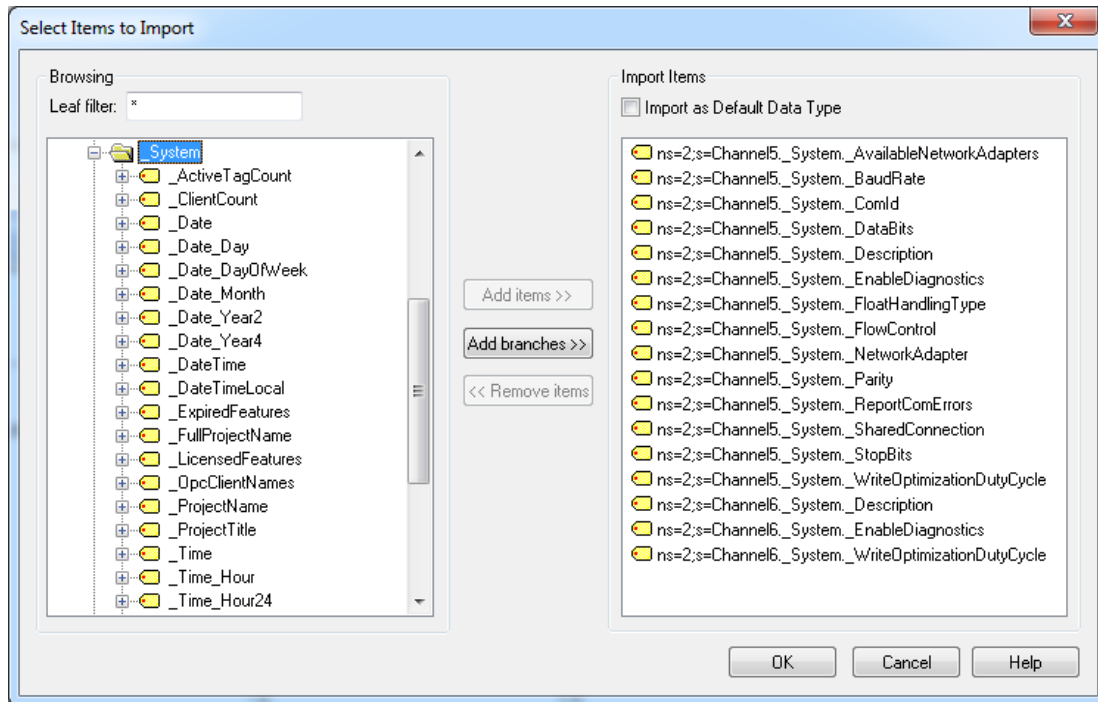 Select Items to Import
Browsing
Leaf filter: *
_System
_ActiveTagCount
_ClientCount
_Date
_Date_Day
_Date_DayOfWeek
_Date_Month
_Date_Year2
_Date_Year4
_DateTime
_DateTimeLocal
_ExpiredFeatures
_FullProjectName
_LicensedFeatures
_OpcClientNames
_ProjectName
_ProjectTitle
_Time
_Time_Hour
_Time_Hour24
Add items >>
Add branches >>
<< Remove items
Import Items
Import as Default Data Type
ns=2;s=Channel5._System._AvailableNetworkAdapters
ns=2;s=Channel5._System._BaudRate
ns=2;s=Channel5._System._ComId
ns=2;s=Channel5._System._DataBits
ns=2;s=Channel5._System._Description
ns=2;s=Channel5._System._EnableDiagnostics
ns=2;s=Channel5._System._FloatHandlingType
ns=2;s=Channel5._System._FlowControl
ns=2;s=Channel5._System._NetworkAdapter
ns=2;s=Channel5._System._Parity
ns=2;s=Channel5._System._ReportComErrors
ns=2;s=Channel5._System._SharedConnection
ns=2;s=Channel5._System._StopBits
ns=2;s=Channel5._System._WriteOptimizationDutyCycle
ns=2;s=Channel6._System._Description
ns=2;s=Channel6._System._EnableDiagnostics
ns=2;s=Channel6._System._WriteOptimizationDutyCycle
OK
Cancel
Help